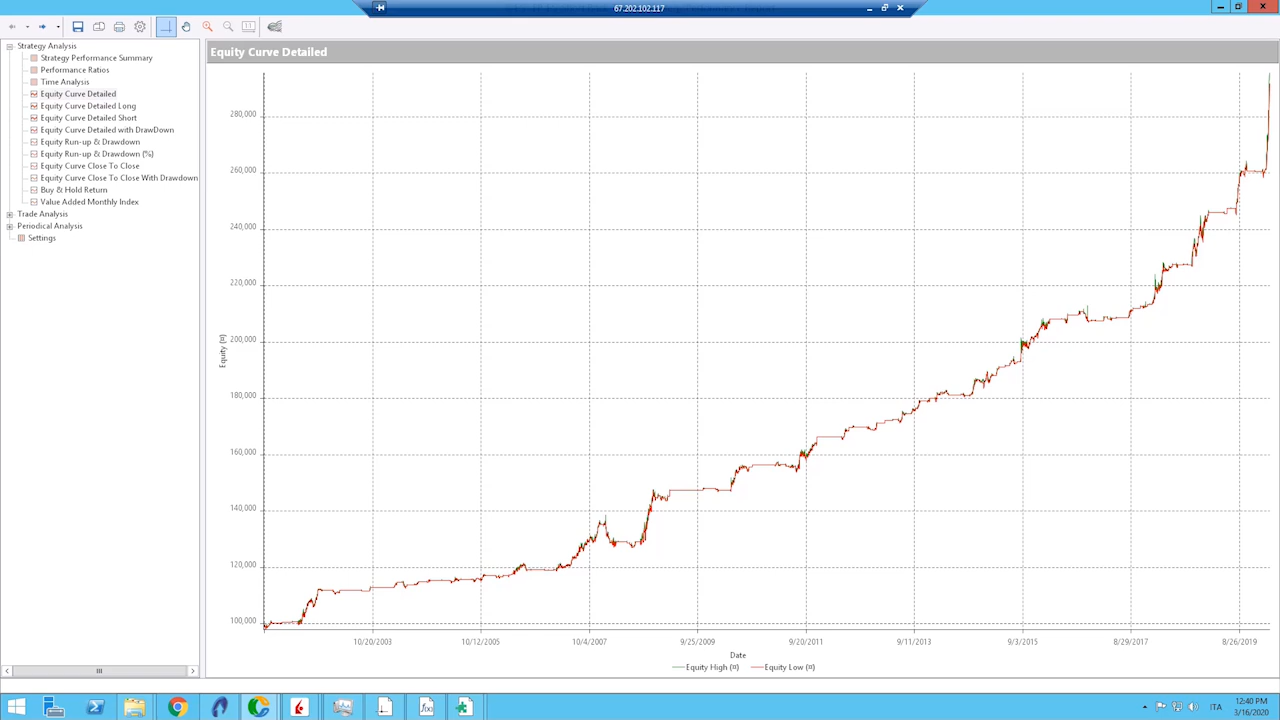 67.202.102.117
Strategy Analysis
Strategy Performance Summary
Performance Ratios
Time Analysis
Equity Curve Detailed
Equity Curve Detailed Long
Equity Curve Detailed Short
Equity Curve Detailed with DrawDown
Equity Run-up & Drawdown
Equity Run-up & Drawdown (%)
Equity Curve Close To Close
Equity Curve Close To Close With Drawdown
Buy & Hold Return
Value Added Monthly Index
Trade Analysis
Periodical Analysis
Settings
Equity Curve Detailed
280,000
260,000
240,000
220,000
200,000
180,000
160,000
140,000
120,000
100,000
Equity (¤)
10/20/2003 10/12/2005 10/4/2007 9/25/2009 9/20/2011 9/11/2013 9/3/2015 8/29/2017 8/26/2019
Date
Equity High (¤) Equity Low (¤)
ITA
12:40 PM
3/16/2020